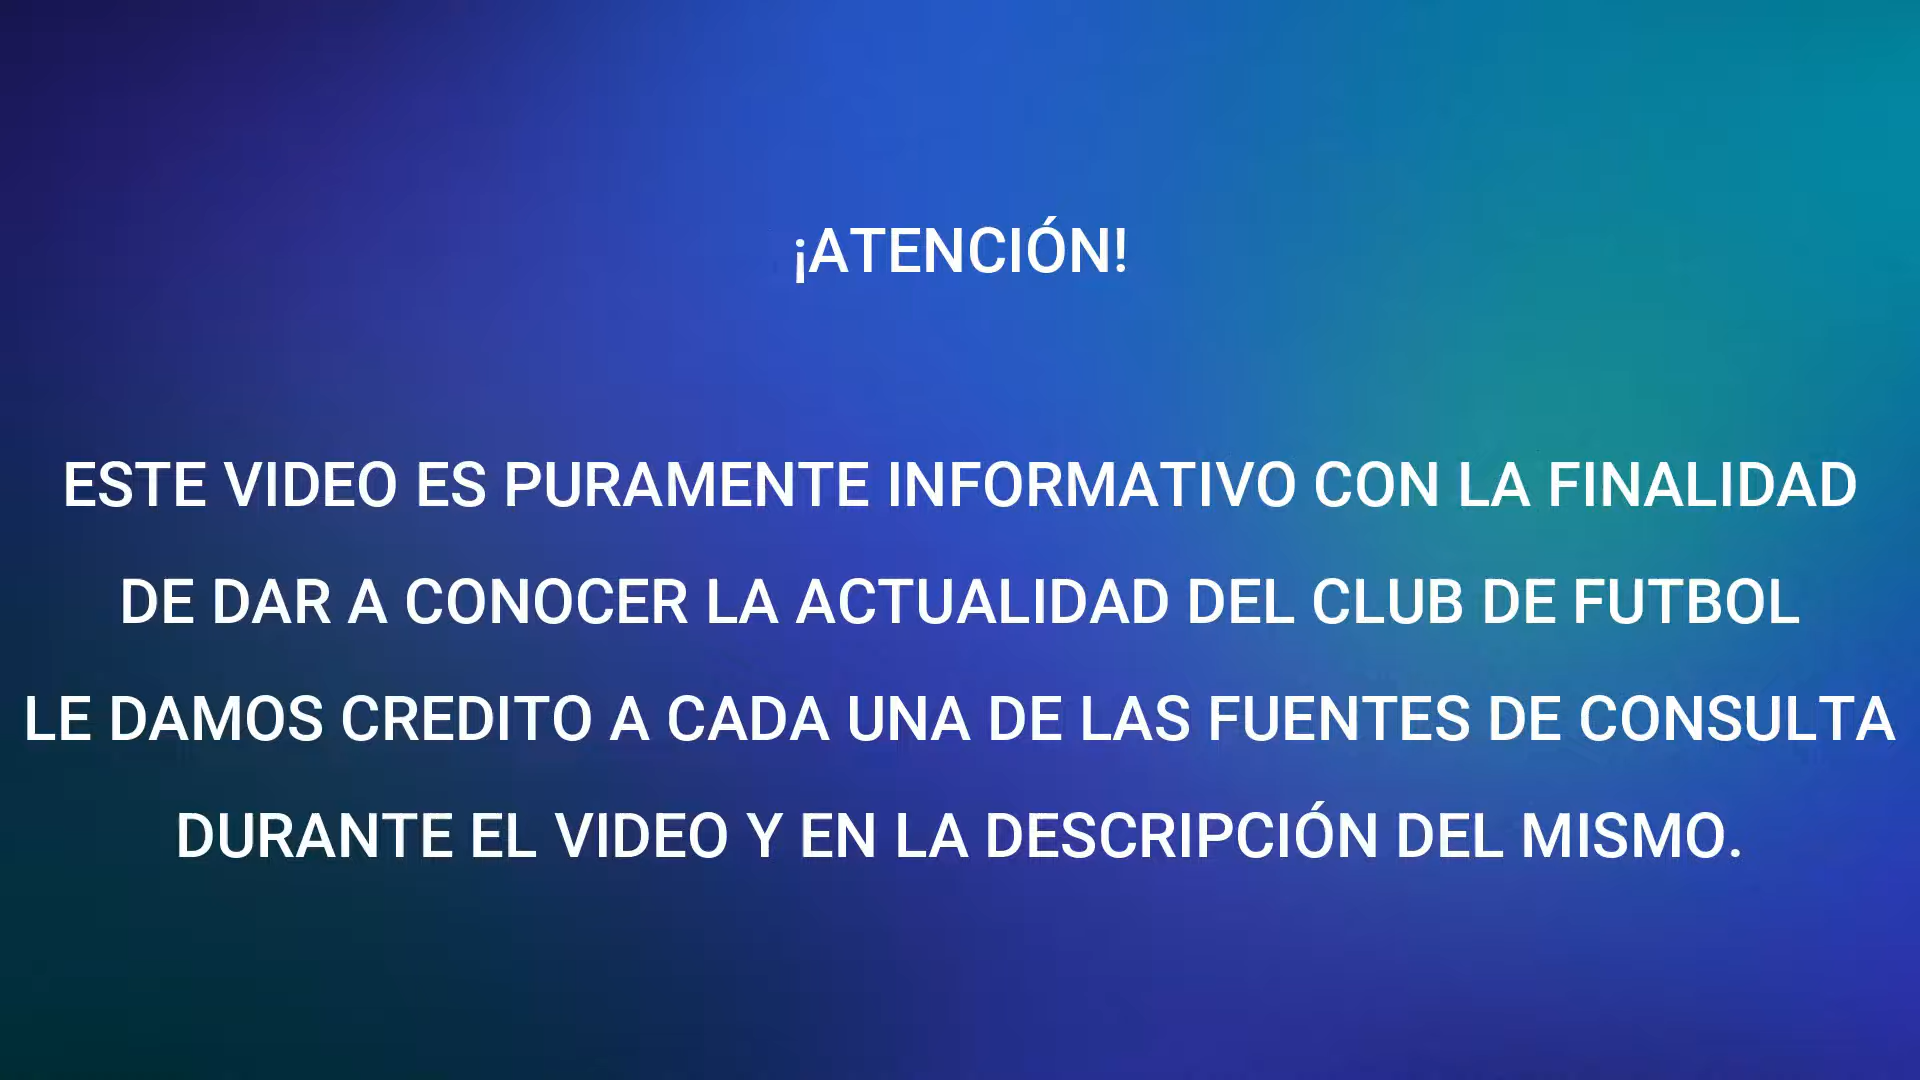 ¡ATENCIÓN!
ESTE VIDEO ES PURAMENTE INFORMATIVO CON LA FINALIDAD
DE DAR A CONOCER LA ACTUALIDAD DEL CLUB DE FUTBOL
LE DAMOS CREDITO A CADA UNA DE LAS FUENTES DE CONSULTA
DURANTE EL VIDEO Y EN LA DESCRIPCIÓN DEL MISMO.